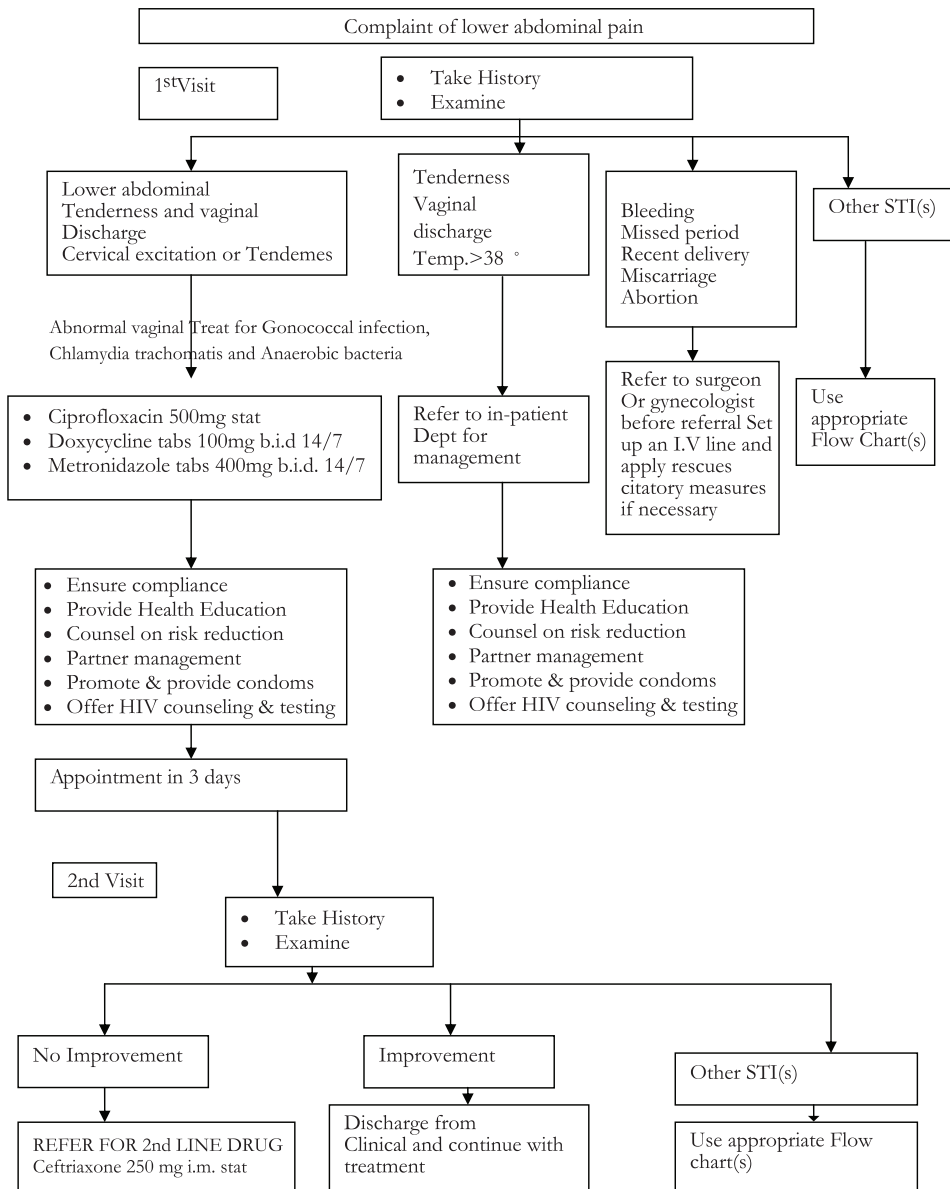 Complaint of lower abdominal pain
1stVisit
• Take History
• Examine
Lower abdominal
Tenderness and vaginal
Discharge
Cervical excitation or Tendemes
Tenderness
Vaginal
discharge
Temp.>38 °
Bleeding
Missed period
Recent delivery
Miscarriage
Abortion
Other STI(s)
Abnormal vaginal Treat for Gonococcal infection,
Chlamydia trachomatis and Anaerobic bacteria
• Ciprofloxacin 500mg stat
• Doxycycline tabs 100mg b.i.d 14/7
• Metronidazole tabs 400mg b.i.d. 14/7
Refer to in-patient
Dept for
management
Refer to surgeon
Or gynecologist
before referral Set
up an I.V line and
apply rescues
citatory measures
if necessary
Use
appropriate
Flow Chart(s)
• Ensure compliance
• Provide Health Education
• Counsel on risk reduction
• Partner management
• Promote & provide condoms
• Offer HIV counseling & testing
• Ensure compliance
• Provide Health Education
• Counsel on risk reduction
• Partner management
• Promote & provide condoms
• Offer HIV counseling & testing
Appointment in 3 days
2nd Visit
• Take History
• Examine
No Improvement
Improvement
Other STI(s)
REFER FOR 2nd LINE DRUG
Ceftriaxone 250 mg i.m. stat
Discharge from
Clinical and continue with
treatment
Use appropriate Flow
chart(s)